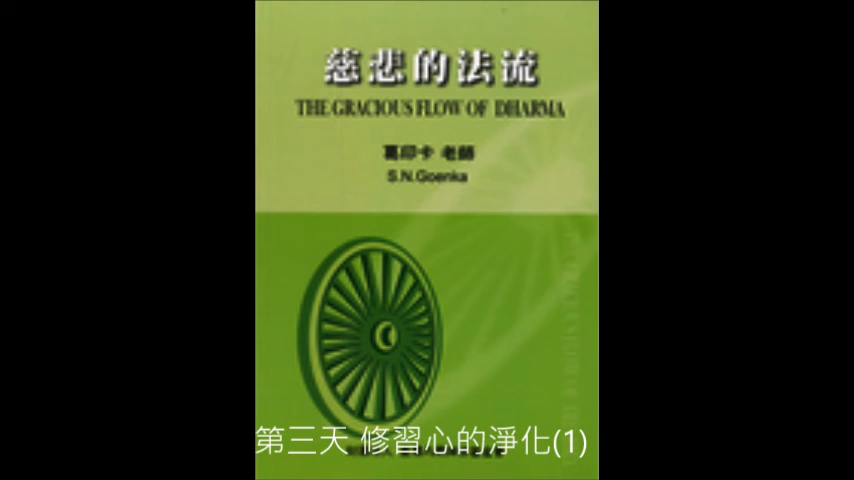 慈悲的法流
THE GRACIOUS FLOW OF DHARMA
葛印卡 老師
S.N.Goenka
第三天 修習心的淨化(1)